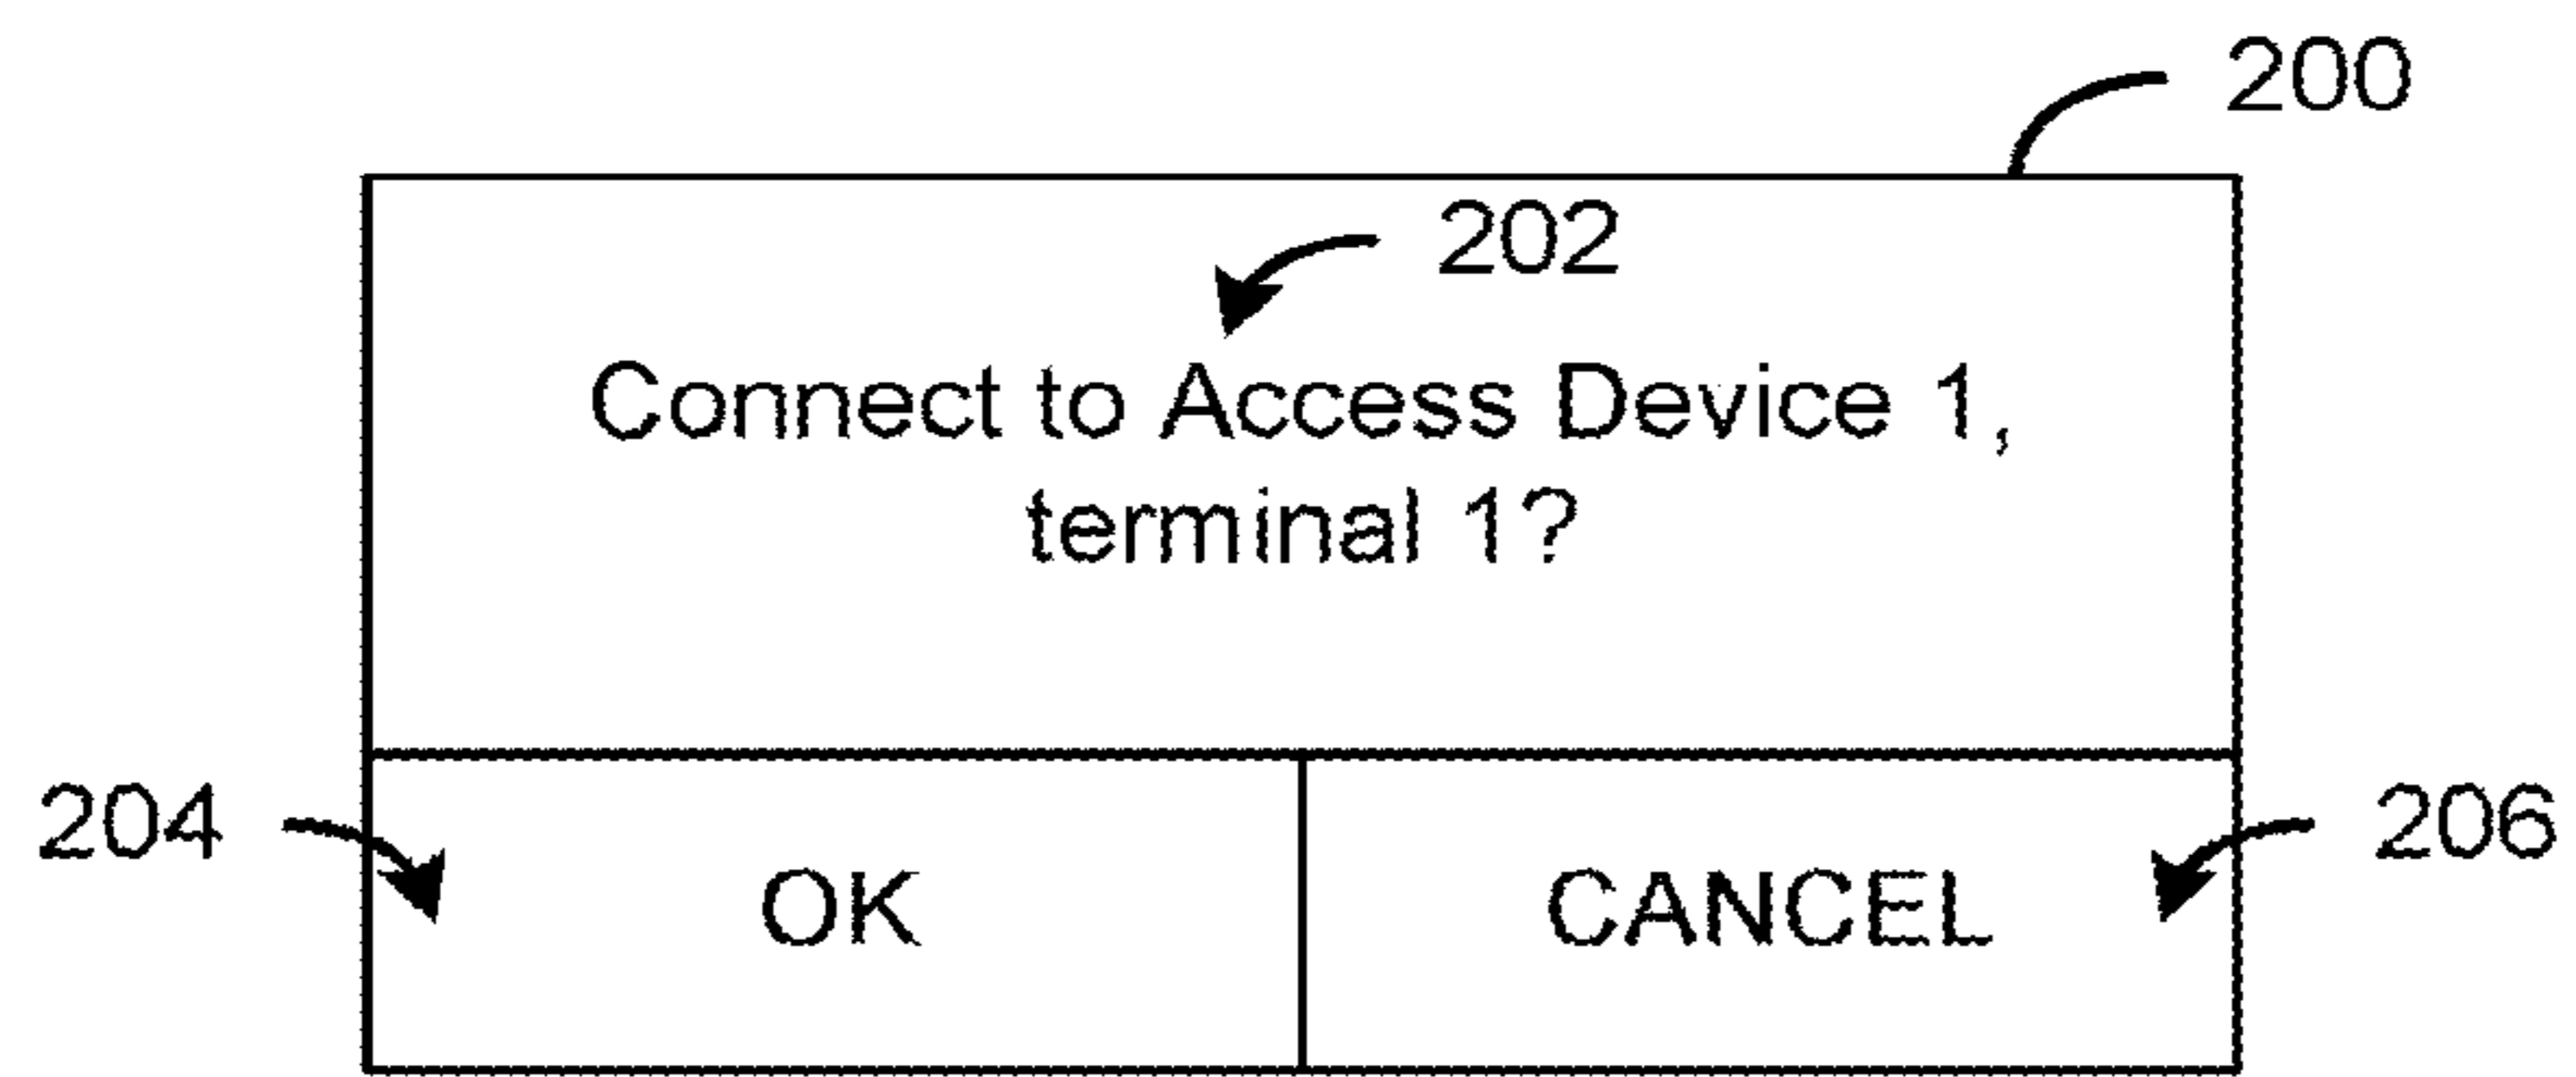 200
202
Connect to Access Device 1,
terminal 1?
204
OK
CANCEL
206